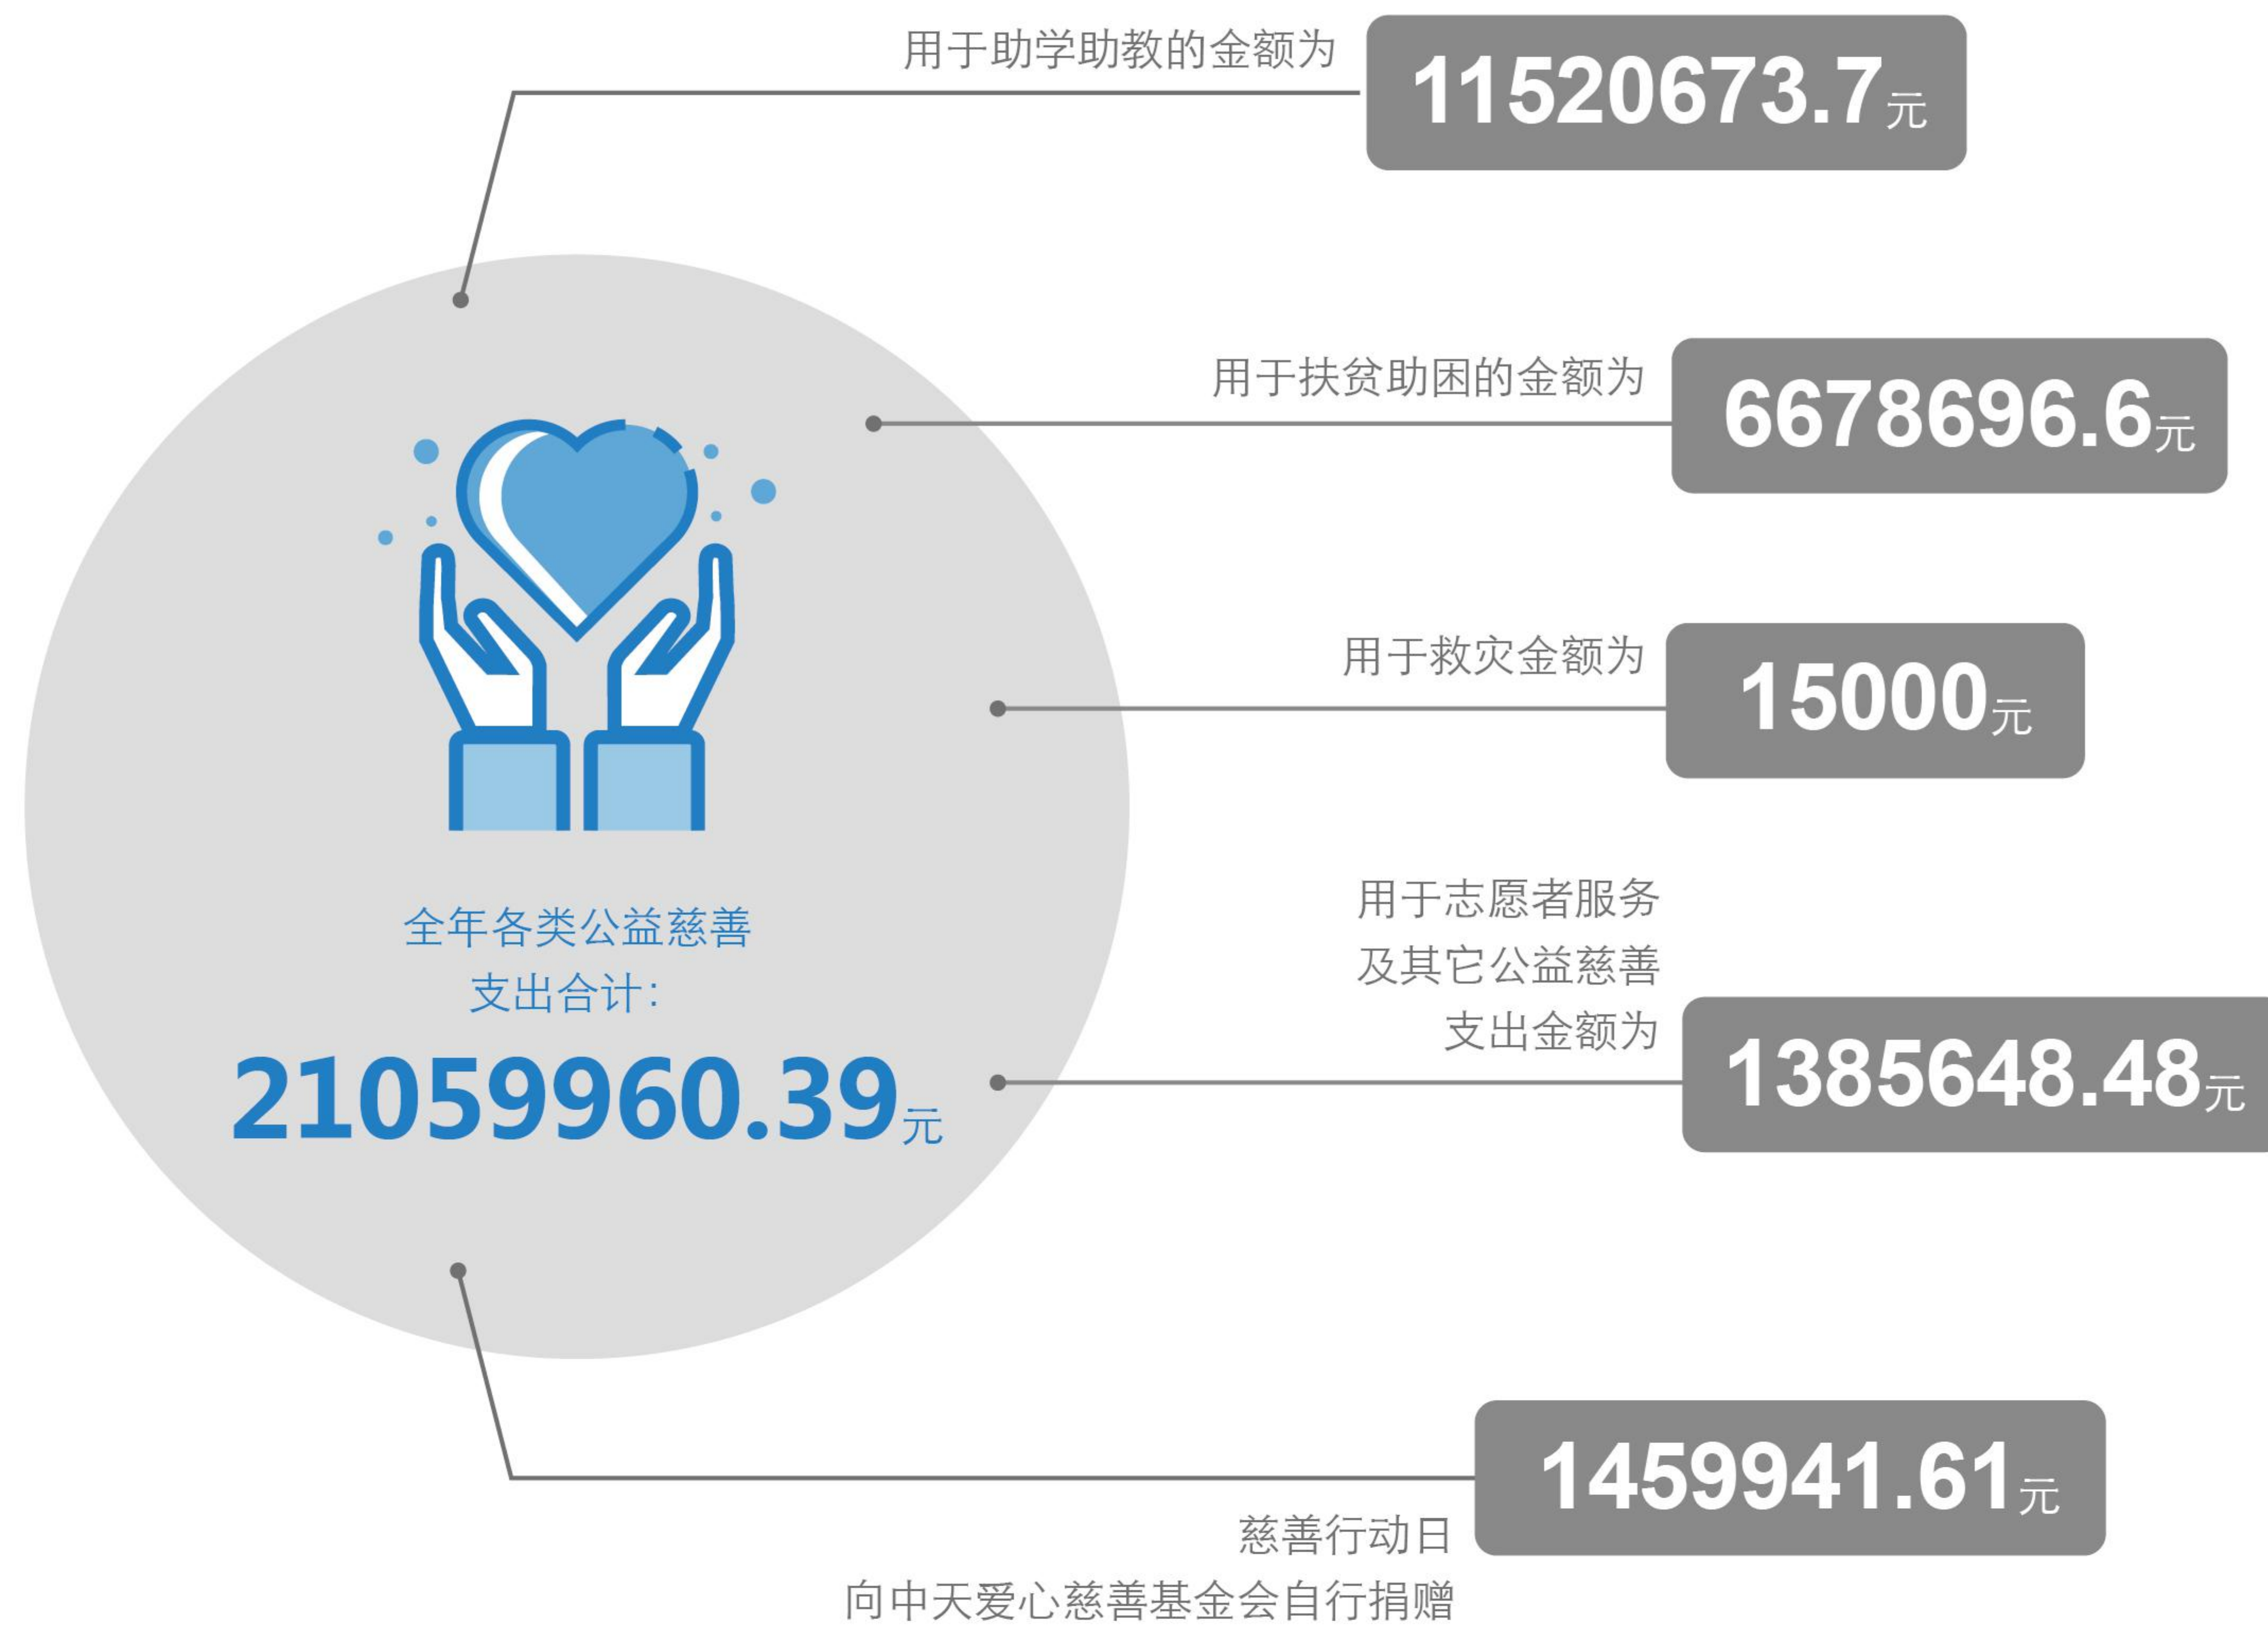 用于助学助教的金额为
11520673.7元
用于扶贫助困的金额为
6678696.6元
用于救灾金额为
15000元
用于志愿者服务
及其它公益慈善
支出金额为
1385648.48元
全年各类公益慈善
支出合计：
21059960.39元
1459941.61元
慈善行动日
向中天爱心慈善基金会自行捐赠